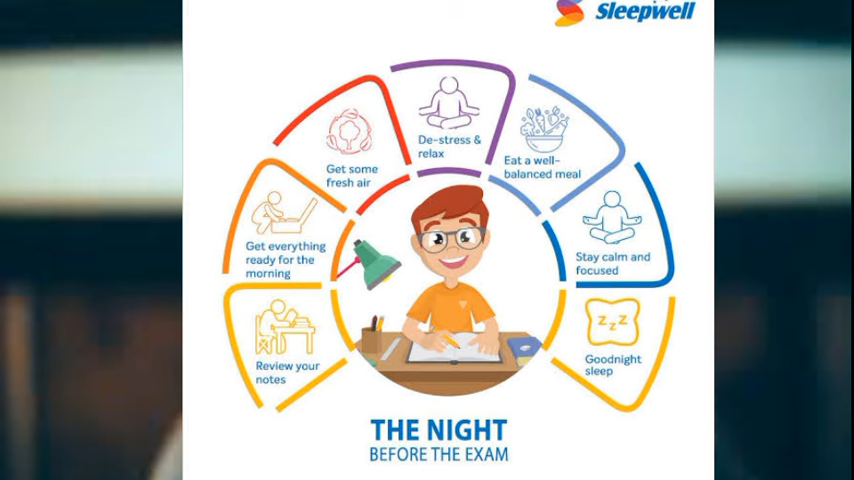 Sleepwell
De-stress &
relax
Get some
fresh air
Eat a well-
balanced meal
Get everything
ready for the
morning
Stay calm and
focused
Review your
notes
Z Z Z
Goodnight
sleep
THE NIGHT
BEFORE THE EXAM